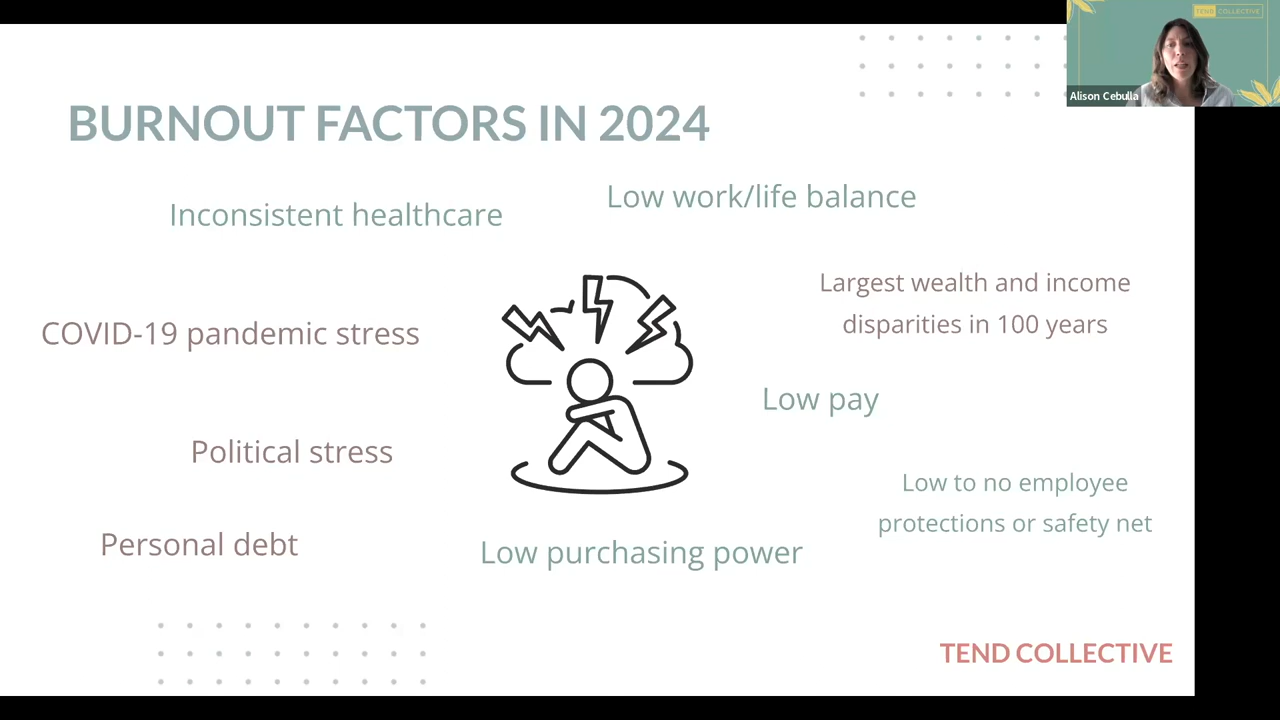 TEND COLLECTIVE
Alison Cebulla
BURNOUT FACTORS IN 2024
Inconsistent healthcare
Low work/life balance
Largest wealth and income
disparities in 100 years
COVID-19 pandemic stress
Low pay
Political stress
Low to no employee
protections or safety net
Personal debt
Low purchasing power
TEND COLLECTIVE